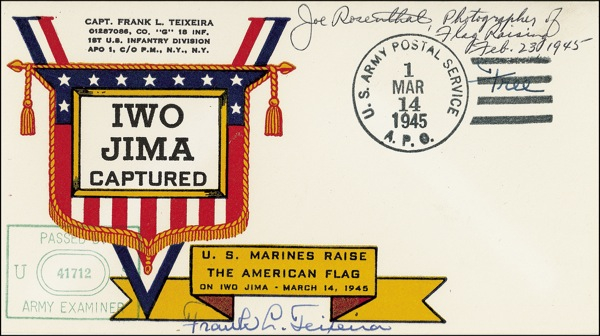 CAPT. FRANK L. TEIXEIRA
01287086, CO. "G" 18 INF.
1ST U.S. INFANTRY DIVISION
APO 1, C/O P.M., N.Y., N.Y.
Joe Rosenthal, Photographer of
Flag Raising
Feb. 23, 1945
U. S. ARMY POSTAL SERVICE
1
MAR
14
1945
A. P. O.
Free
IWO
JIMA
CAPTURED
PASSED B
U 41712
ARMY EXAMINER
U. S. MARINES RAISE
THE AMERICAN FLAG
ON IWO JIMA - MARCH 14, 1945
Frank L. Teixeira